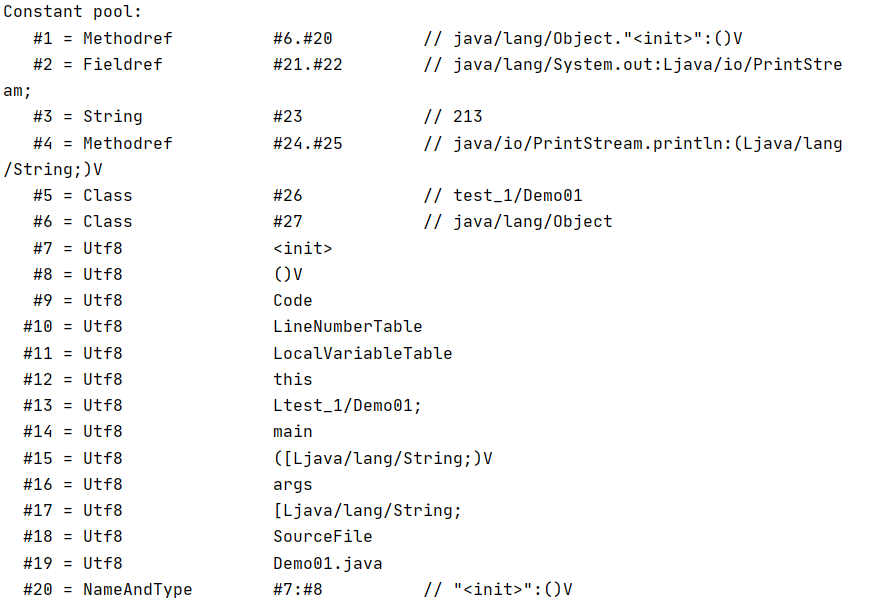 Constant pool:
   #1 = Methodref          #6.#20         // java/lang/Object."<init>":()V
   #2 = Fieldref           #21.#22        // java/lang/System.out:Ljava/io/PrintStre
am;
   #3 = String             #23            // 213
   #4 = Methodref          #24.#25        // java/io/PrintStream.println:(Ljava/lang
/String;)V
   #5 = Class              #26            // test_1/Demo01
   #6 = Class              #27            // java/lang/Object
   #7 = Utf8               <init>
   #8 = Utf8               ()V
   #9 = Utf8               Code
  #10 = Utf8               LineNumberTable
  #11 = Utf8               LocalVariableTable
  #12 = Utf8               this
  #13 = Utf8               Ltest_1/Demo01;
  #14 = Utf8               main
  #15 = Utf8               ([Ljava/lang/String;)V
  #16 = Utf8               args
  #17 = Utf8               [Ljava/lang/String;
  #18 = Utf8               SourceFile
  #19 = Utf8               Demo01.java
  #20 = NameAndType        #7:#8          // "<init>":()V